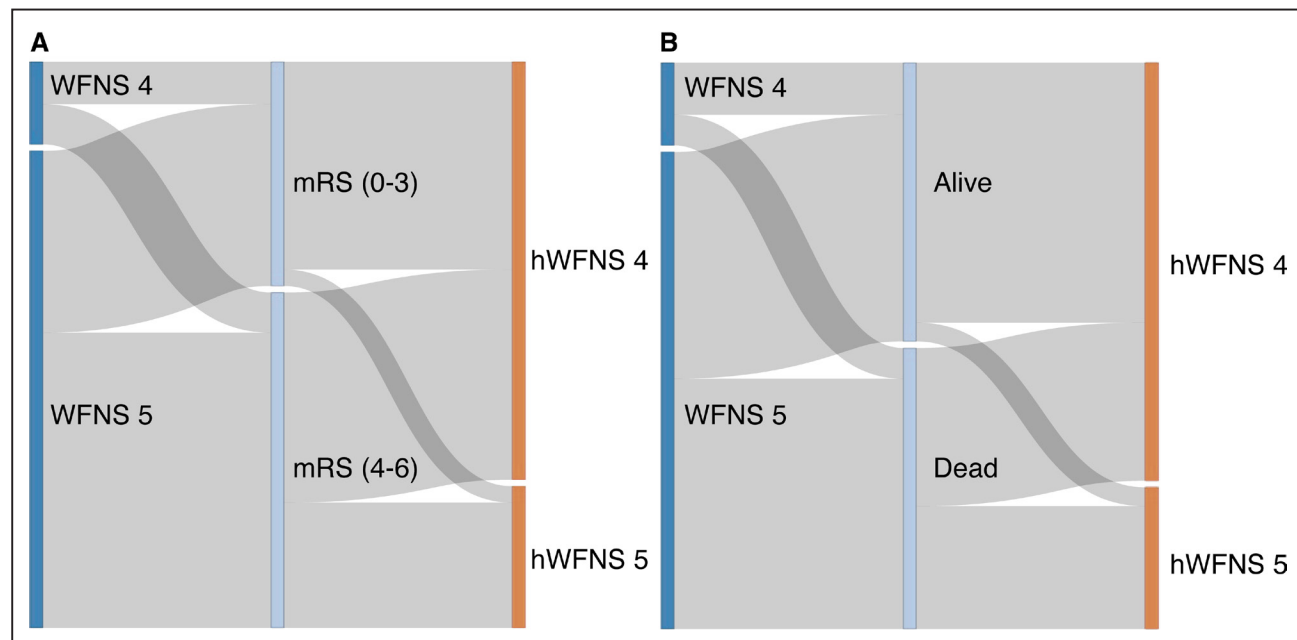 A
WFNS 4
mRS (0-3)
hWFNS 4
WFNS 5
mRS (4-6)
hWFNS 5
B
WFNS 4
Alive
hWFNS 4
WFNS 5
Dead
hWFNS 5